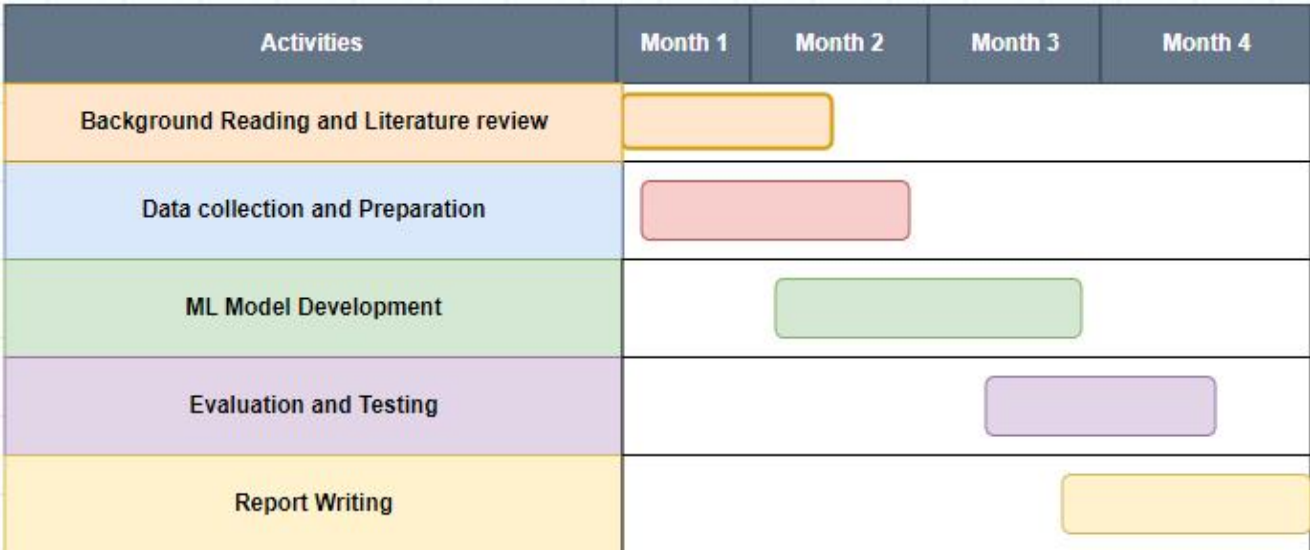 Activities
Month 1
Month 2
Month 3
Month 4
Background Reading and Literature review
Data collection and Preparation
ML Model Development
Evaluation and Testing
Report Writing